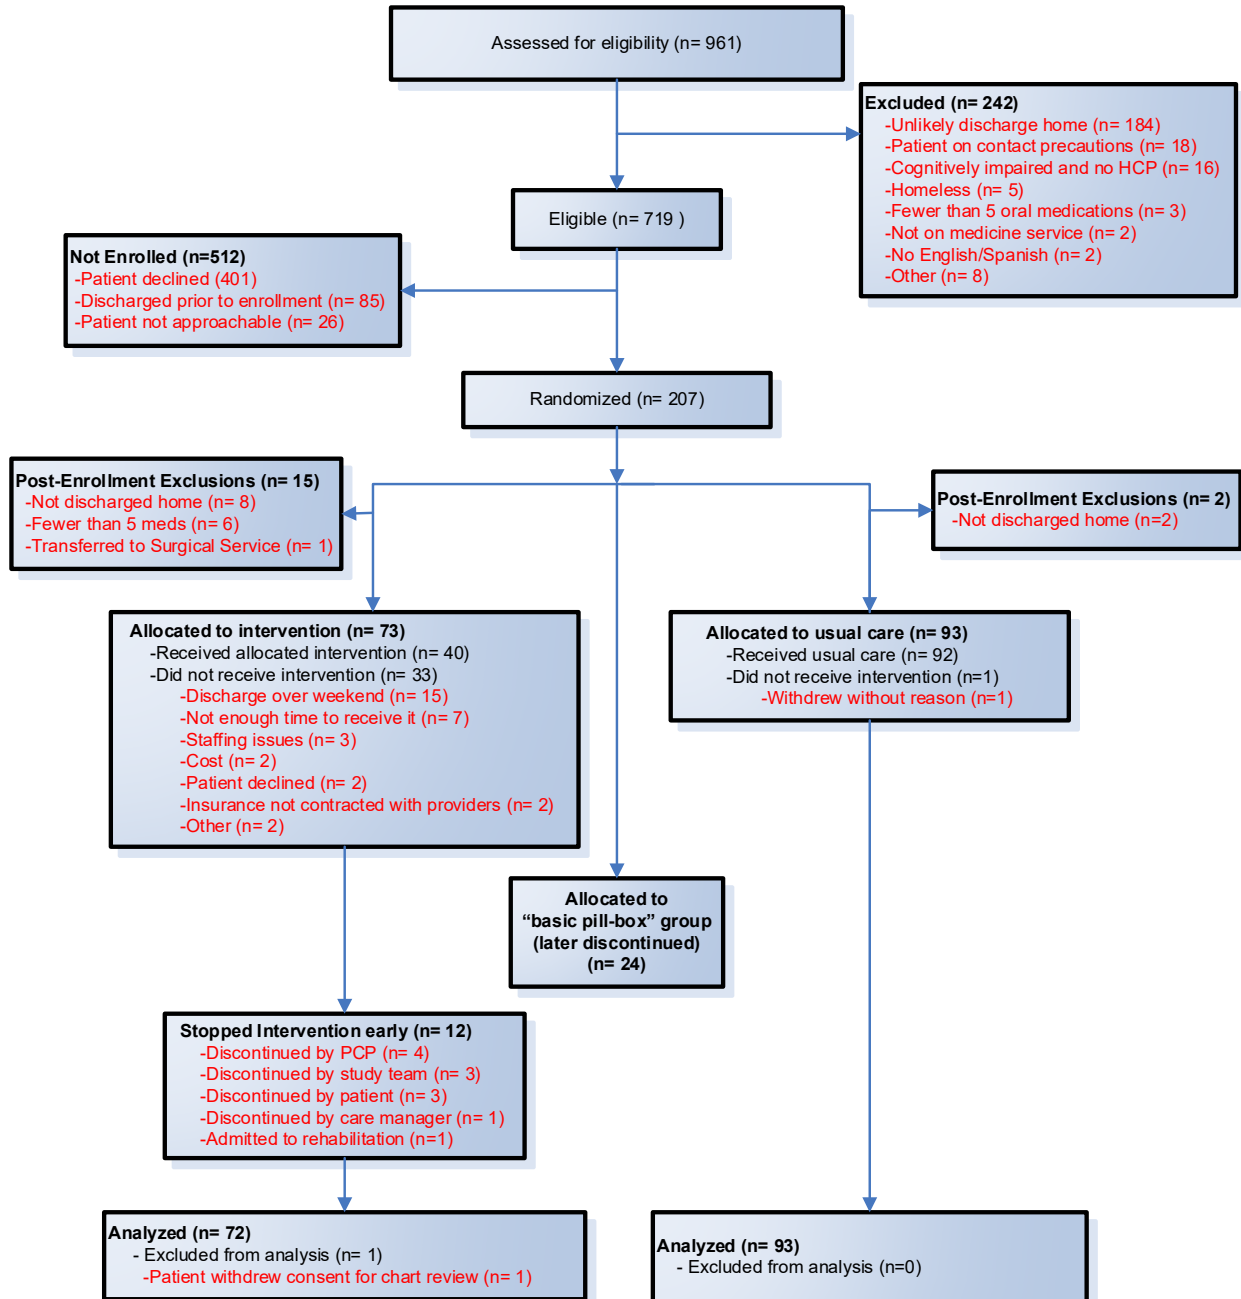 Assessed for eligibility (n= 961)
Excluded (n= 242)
-Unlikely discharge home (n= 184)
-Patient on contact precautions (n= 18)
-Cognitively impaired and no HCP (n= 16)
-Homeless (n= 5)
-Fewer than 5 oral medications (n= 3)
-Not on medicine service (n= 2)
-No English/Spanish (n= 2)
-Other (n= 8)
Eligible (n= 719 )
Not Enrolled (n=512)
-Patient declined (401)
-Discharged prior to enrollment (n= 85)
-Patient not approachable (n= 26)
Randomized (n= 207)
Post-Enrollment Exclusions (n= 15)
-Not discharged home (n= 8)
-Fewer than 5 meds (n= 6)
-Transferred to Surgical Service (n= 1)
Post-Enrollment Exclusions (n= 2)
-Not discharged home (n=2)
Allocated to intervention (n= 73)
-Received allocated intervention (n= 40)
-Did not receive intervention (n= 33)
-Discharge over weekend (n= 15)
-Not enough time to receive it (n= 7)
-Staffing issues (n= 3)
-Cost (n= 2)
-Patient declined (n= 2)
-Insurance not contracted with providers (n= 2)
-Other (n= 2)
Allocated to usual care (n= 93)
-Received usual care (n= 92)
-Did not receive intervention (n=1)
-Withdrew without reason (n=1)
Allocated to
“basic pill-box” group
(later discontinued)
(n= 24)
Stopped Intervention early (n= 12)
-Discontinued by PCP (n= 4)
-Discontinued by study team (n= 3)
-Discontinued by patient (n= 3)
-Discontinued by care manager (n= 1)
-Admitted to rehabilitation (n=1)
Analyzed (n= 72)
- Excluded from analysis (n= 1)
-Patient withdrew consent for chart review (n= 1)
Analyzed (n= 93)
- Excluded from analysis (n=0)